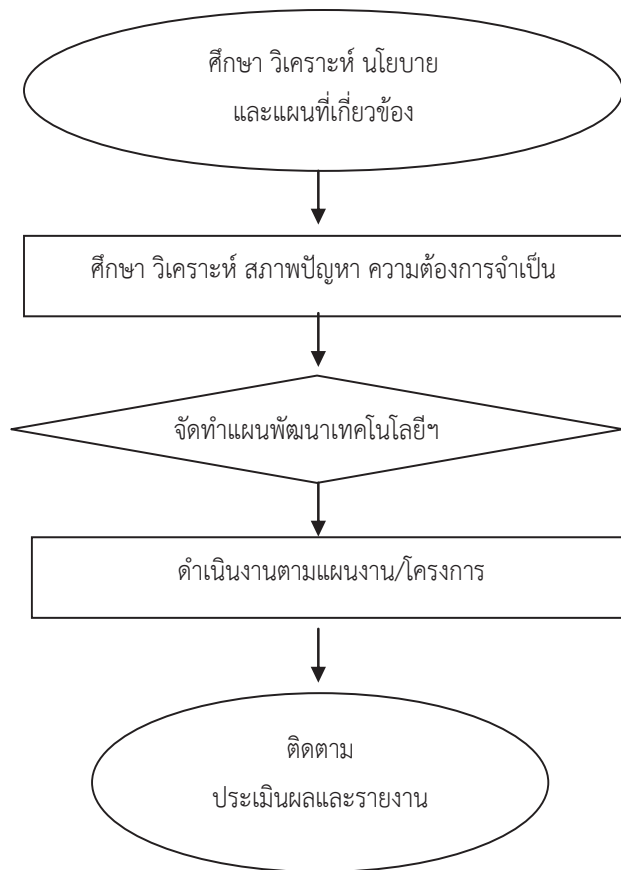 ศึกษา วิเคราะห์ นโยบาย
และแผนที่เกี่ยวข้อง
ศึกษา วิเคราะห์ สภาพปัญหา ความต้องการจำเป็น
จัดทำแผนพัฒนาเทคโนโลยีฯ
ดำเนินงานตามแผนงาน/โครงการ
ติดตาม
ประเมินผลและรายงาน